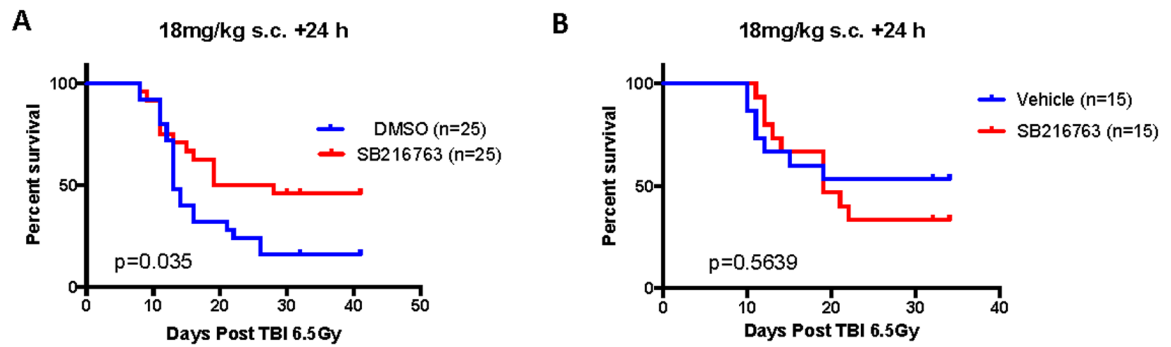 A
18mg/kg s.c. +24 h
Percent survival
100
50
0
DMSO (n=25)
SB216763 (n=25)
p=0.035
0 10 20 30 40 50
Days Post TBI 6.5Gy
B
18mg/kg s.c. +24 h
Percent survival
100
50
0
Vehicle (n=15)
SB216763 (n=15)
p=0.5639
0 10 20 30 40
Days Post TBI 6.5Gy